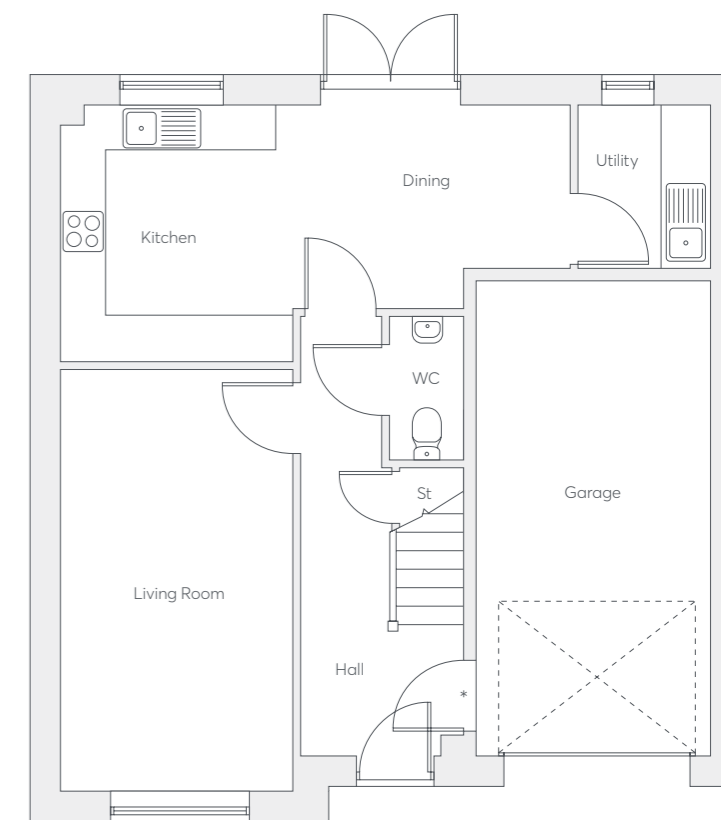 Utility
Dining
Kitchen
WC
St
Garage
Living Room
Hall
*